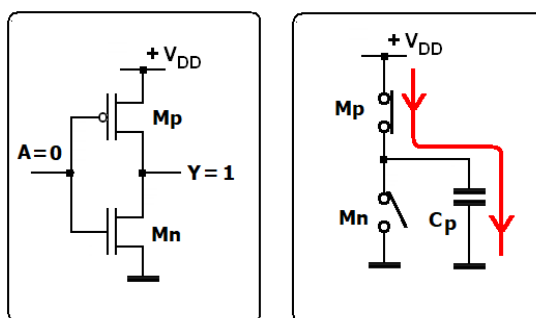 + VDD
Mp
A=0
Y=1
Mn
+ VDD
Mp
Mn
Cp